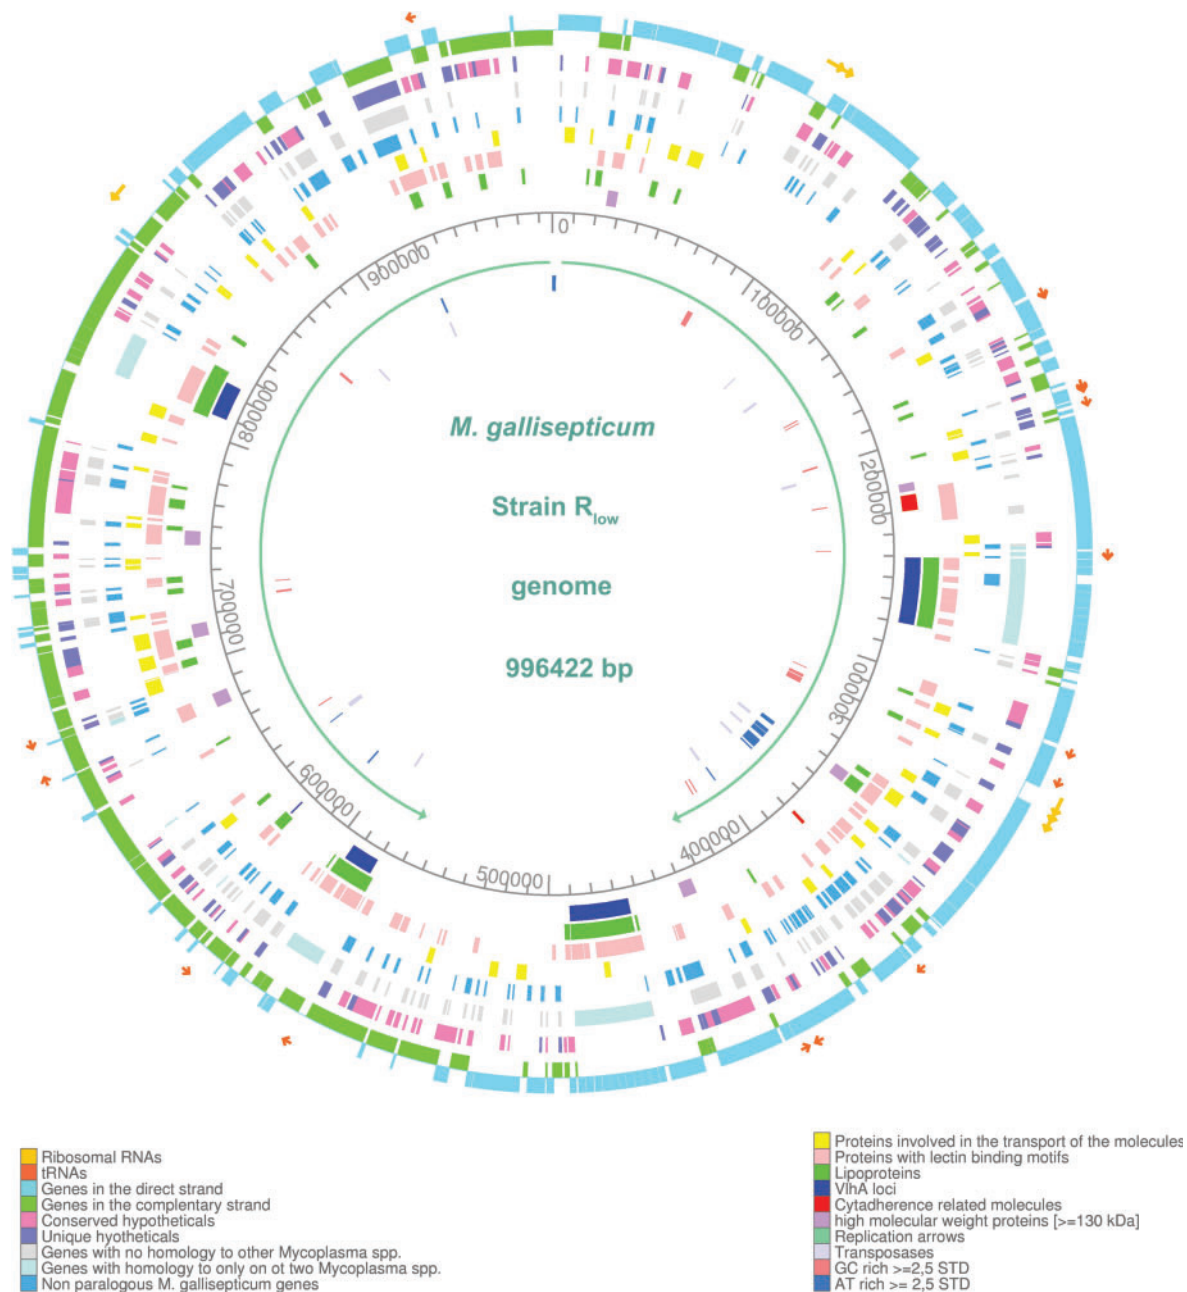 0
100000
200000
300000
400000
500000
600000
700000
800000
900000
M. gallisepticum
Strain Rlow
genome
996422 bp
Ribosomal RNAs
tRNAs
Genes in the direct strand
Genes in the complentary strand
Conserved hypotheticals
Unique hyotheticals
Genes with no homology to other Mycoplasma spp.
Genes with homology to only on ot two Mycoplasma spp.
Non paralogous M. gallisepticum genes
Proteins involved in the transport of the molecules
Proteins with lectin binding motifs
Lipoproteins
VlhA loci
Cytadherence related molecules
high molecular weight proteins [>=130 kDa]
Replication arrows
Transposases
GC rich >=2,5 STD
AT rich >= 2,5 STD